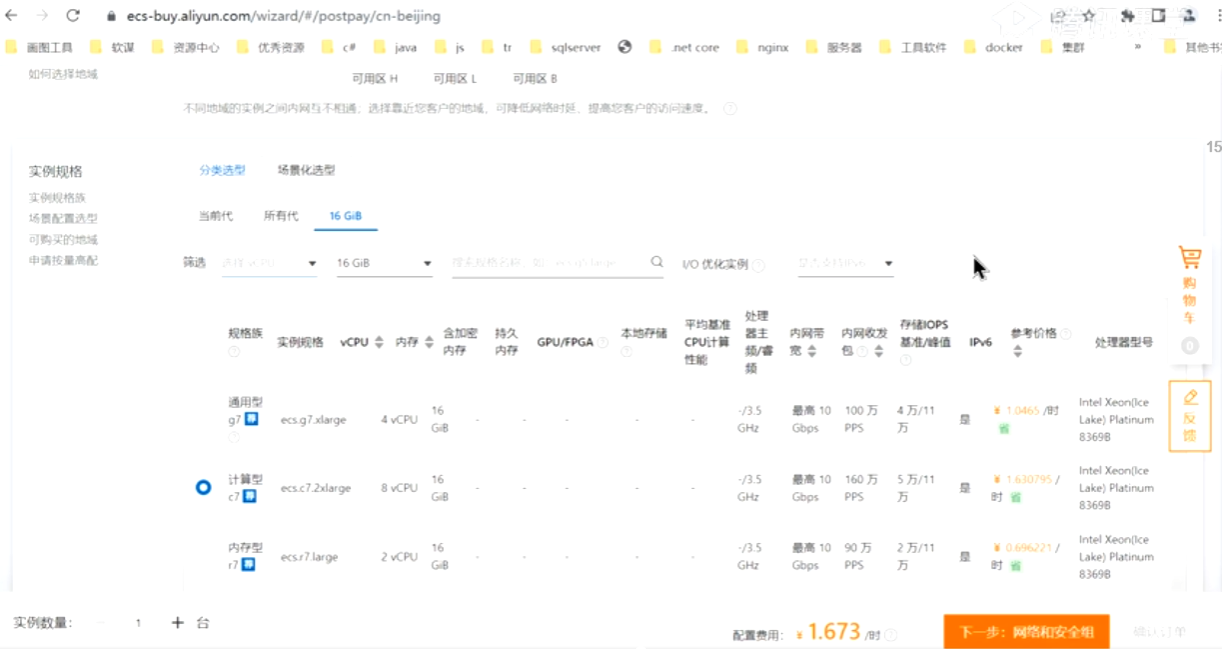 ecs-buy.aliyun.com/wizard/#/postpay/cn-beijing
画图工具 软谋 资源中心 优秀资源 c# java js tr sqlserver .net core nginx 服务器 工具软件 docker 集群 » 其他书
如何选择地域
可用区 H 可用区 L 可用区 B
不同地域的实例之间内网互不相通；选择靠近您客户的地域，可降低网络时延、提高您客户的访问速度。
15
实例规格
分类选型 场景化选型
实例规格族
场景配置选型
可购买的地域
申请按量高配
当前代 所有代 16 GiB
筛选 选择 vCPU 16 GiB I/O 优化实例 是否支持IPv6
购物车
0
反馈
规格族 实例规格 vCPU 内存 含加密内存 持久内存 GPU/FPGA 本地存储 平均基准CPU计算性能 处理器主频/睿频 内网带宽 内网收发包 存储IOPS基准/峰值 IPv6 参考价格 处理器型号
通用型 g7 荐 ecs.g7.xlarge 4 vCPU 16 GiB - - - - - -/3.5 GHz 最高 10 Gbps 100 万 PPS 4 万/11 万 是 ¥ 1.0465 /时 省 Intel Xeon(Ice Lake) Platinum 8369B
计算型 c7 荐 ecs.c7.2xlarge 8 vCPU 16 GiB - - - - - -/3.5 GHz 最高 10 Gbps 160 万 PPS 5 万/11 万 是 ¥ 1.630795 /时 省 Intel Xeon(Ice Lake) Platinum 8369B
内存型 r7 荐 ecs.r7.large 2 vCPU 16 GiB - - - - - -/3.5 GHz 最高 10 Gbps 90 万 PPS 2 万/11 万 是 ¥ 0.696221 /时 省 Intel Xeon(Ice Lake) Platinum 8369B
实例数量： － 1 + 台
配置费用： ¥ 1.673 /时 下一步：网络和安全组 确认订单